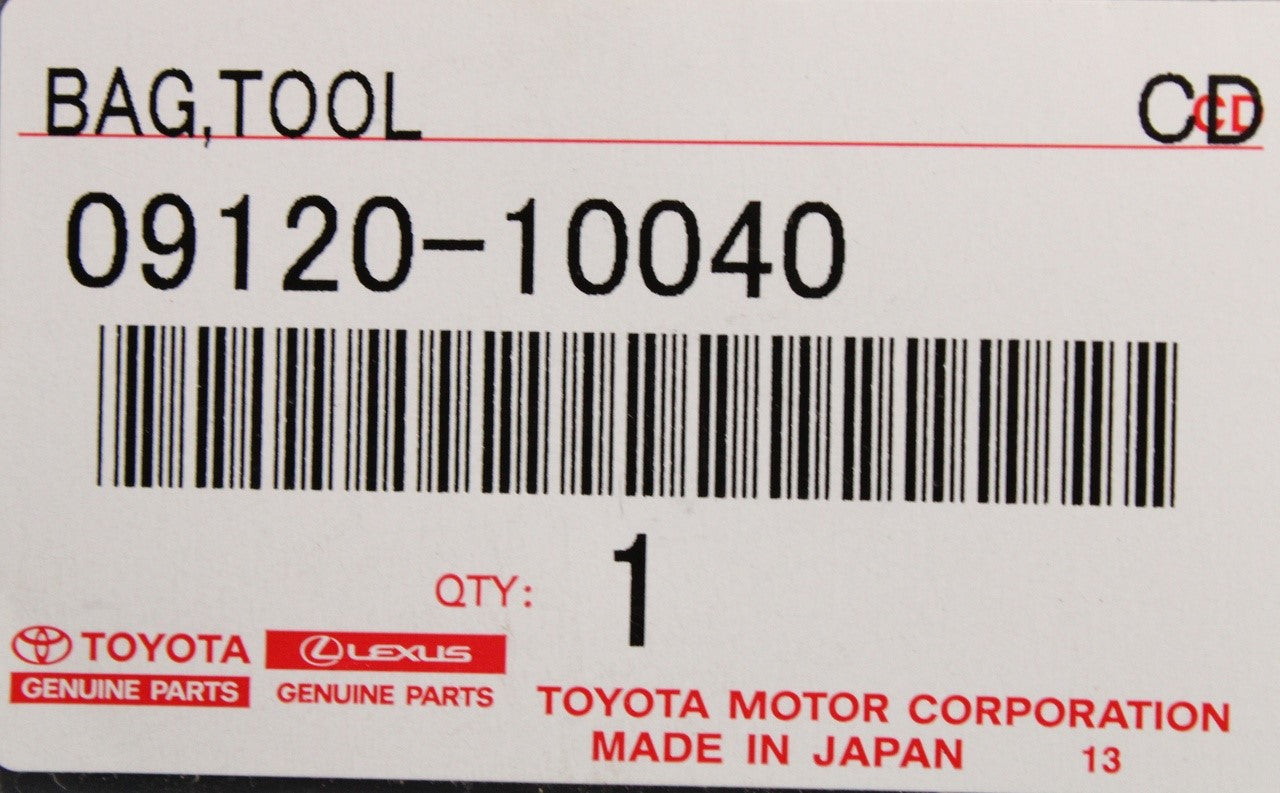 BAG,TOOL CD CD
09120-10040
QTY: 1
TOYOTA LEXUS
GENUINE PARTS GENUINE PARTS
TOYOTA MOTOR CORPORATION
MADE IN JAPAN 13